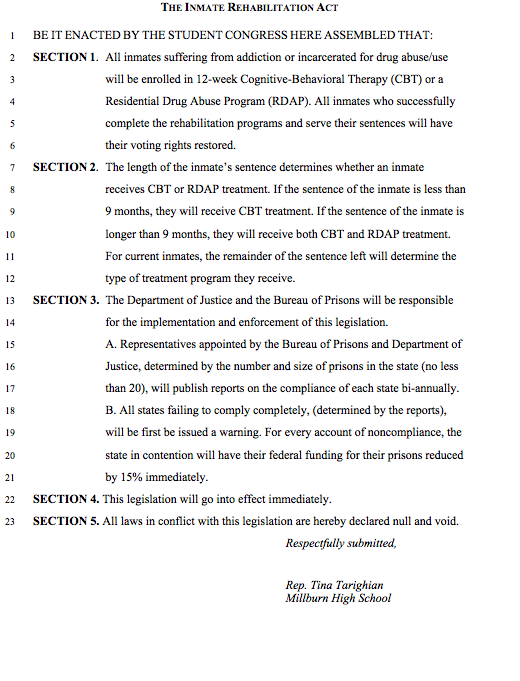 THE INMATE REHABILITATION ACT
1 BE IT ENACTED BY THE STUDENT CONGRESS HERE ASSEMBLED THAT:
2 SECTION 1. All inmates suffering from addiction or incarcerated for drug abuse/use
3 will be enrolled in 12-week Cognitive-Behavioral Therapy (CBT) or a
4 Residential Drug Abuse Program (RDAP). All inmates who successfully
5 complete the rehabilitation programs and serve their sentences will have
6 their voting rights restored.
7 SECTION 2. The length of the inmate's sentence determines whether an inmate
8 receives CBT or RDAP treatment. If the sentence of the inmate is less than
9 9 months, they will receive CBT treatment. If the sentence of the inmate is
10 longer than 9 months, they will receive both CBT and RDAP treatment.
11 For current inmates, the remainder of the sentence left will determine the
12 type of treatment program they receive.
13 SECTION 3. The Department of Justice and the Bureau of Prisons will be responsible
14 for the implementation and enforcement of this legislation.
15 A. Representatives appointed by the Bureau of Prisons and Department of
16 Justice, determined by the number and size of prisons in the state (no less
17 than 20), will publish reports on the compliance of each state bi-annually.
18 B. All states failing to comply completely, (determined by the reports),
19 will be first be issued a warning. For every account of noncompliance, the
20 state in contention will have their federal funding for their prisons reduced
21 by 15% immediately.
22 SECTION 4. This legislation will go into effect immediately.
23 SECTION 5. All laws in conflict with this legislation are hereby declared null and void.
Respectfully submitted,
Rep. Tina Tarighian
Millburn High School